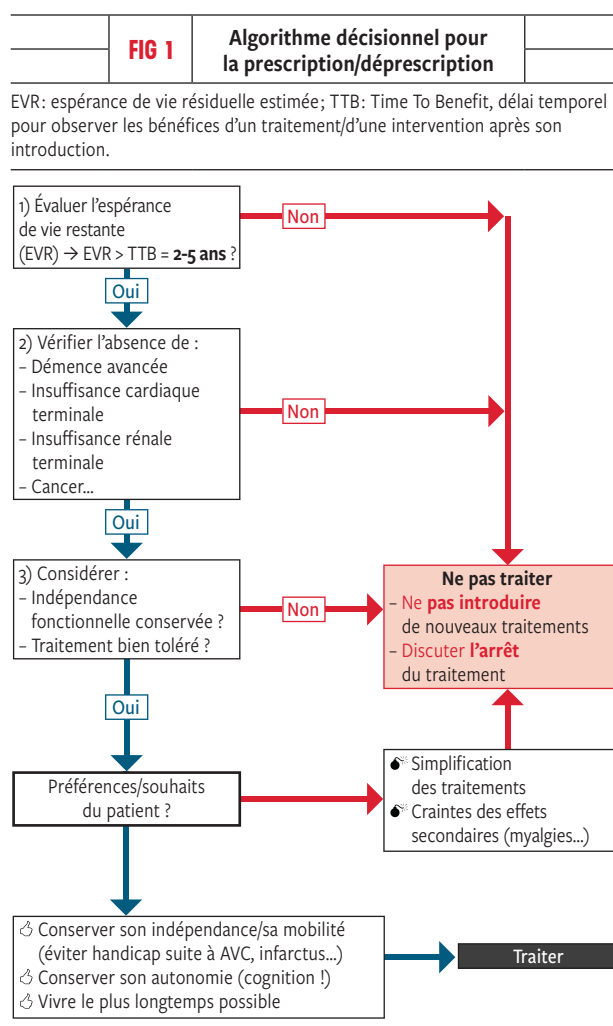 FIG 1
Algorithme décisionnel pour
la prescription/déprescription
EVR: espérance de vie résiduelle estimée; TTB: Time To Benefit, délai temporel
pour observer les bénéfices d'un traitement/d'une intervention après son
introduction.
1) Évaluer l'espérance
de vie restante
(EVR) → EVR > TTB = 2-5 ans ?
Non
Oui
2) Vérifier l'absence de :
– Démence avancée
– Insuffisance cardiaque
terminale
– Insuffisance rénale
terminale
– Cancer...
Non
Oui
3) Considérer :
– Indépendance
fonctionnelle conservée ?
– Traitement bien toléré ?
Non
Ne pas traiter
– Ne pas introduire
de nouveaux traitements
– Discuter l'arrêt
du traitement
Oui
Préférences/souhaits
du patient ?
Simplification
des traitements
Craintes des effets
secondaires (myalgies...)
Conserver son indépendance/sa mobilité
(éviter handicap suite à AVC, infarctus...)
Conserver son autonomie (cognition !)
Vivre le plus longtemps possible
Traiter